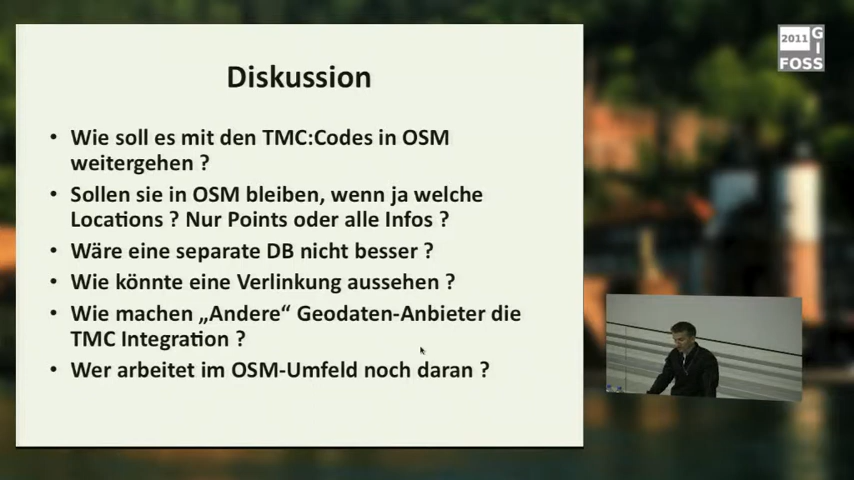 Diskussion
• Wie soll es mit den TMC:Codes in OSM
weitergehen ?
• Sollen sie in OSM bleiben, wenn ja welche
Locations ? Nur Points oder alle Infos ?
• Wäre eine separate DB nicht besser ?
• Wie könnte eine Verlinkung aussehen ?
• Wie machen „Andere“ Geodaten-Anbieter die
TMC Integration ?
• Wer arbeitet im OSM-Umfeld noch daran ?
2011 G
I
FOSS